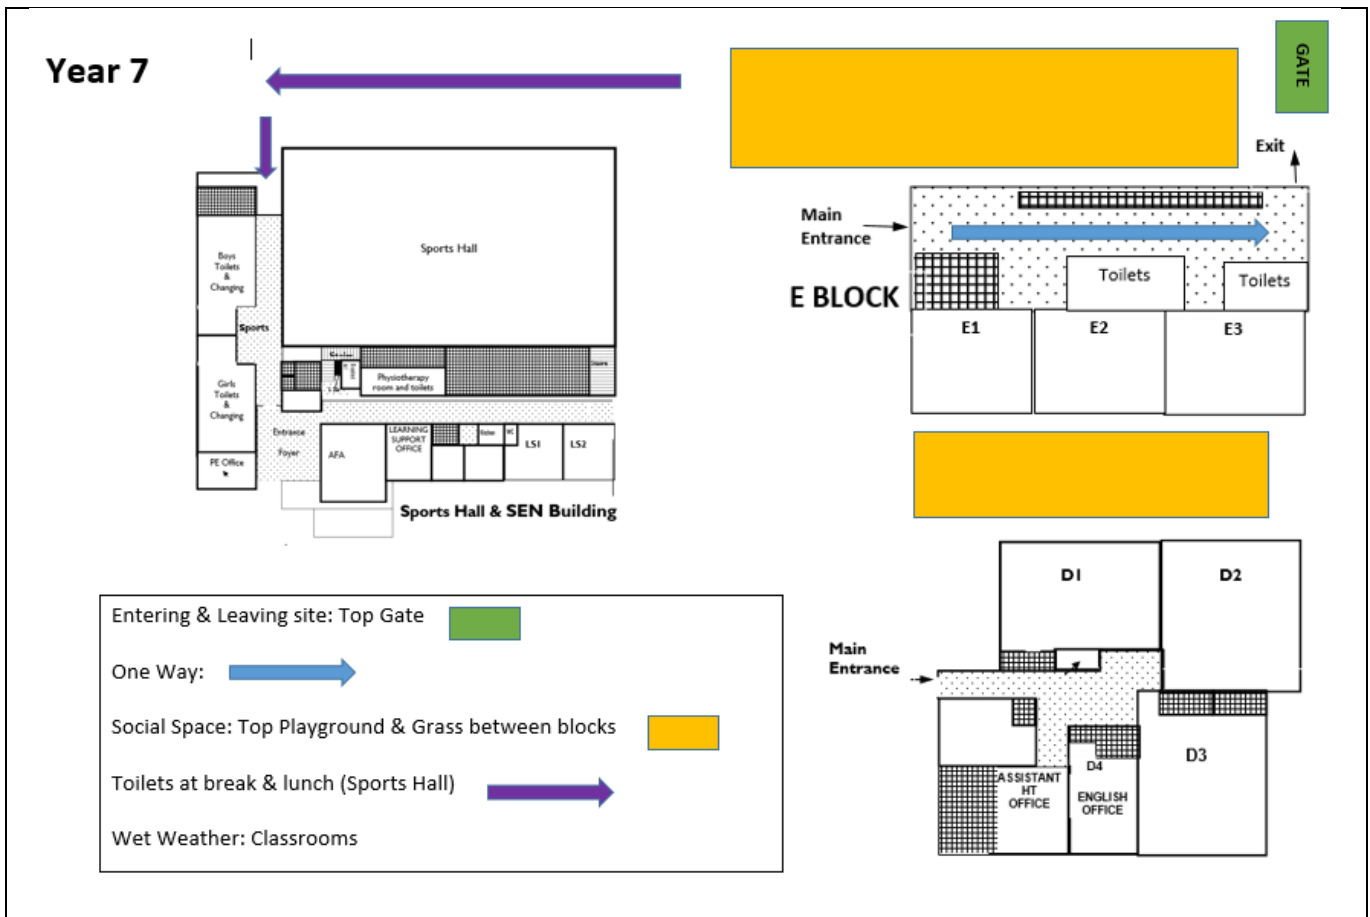 Year 7
GATE
Exit
Main
Entrance
E BLOCK
Toilets
Toilets
E1
E2
E3
Sports Hall
Boys
Toilets
&
Changing
Sports
Girls
Toilets
&
Changing
PE Office
Entrance
Foyer
Physiotherapy
room and toilets
AFA
LEARNING
SUPPORT
OFFICE
LS1
LS2
Sports Hall & SEN Building
D1
D2
Main
Entrance
D3
D4
ASSISTANT
HT
OFFICE
ENGLISH
OFFICE
Entering & Leaving site: Top Gate
One Way:
Social Space: Top Playground & Grass between blocks
Toilets at break & lunch (Sports Hall)
Wet Weather: Classrooms